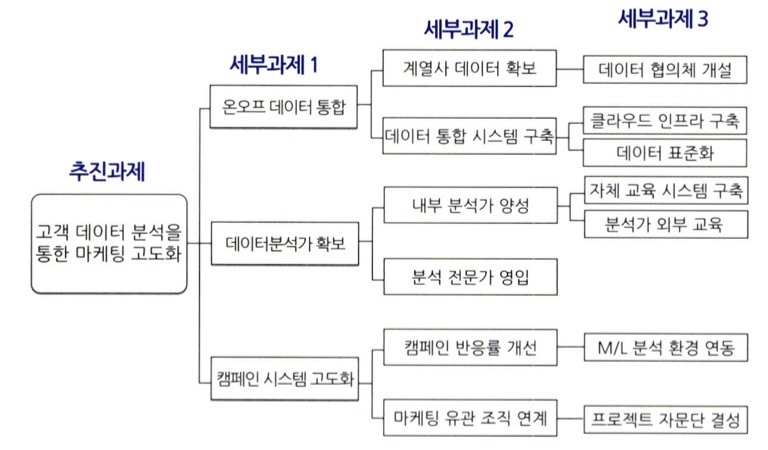 세부과제 1
세부과제 2
세부과제 3
추진과제
고객 데이터 분석을
통한 마케팅 고도화
온오프 데이터 통합
계열사 데이터 확보
데이터 협의체 개설
데이터 통합 시스템 구축
클라우드 인프라 구축
데이터 표준화
데이터분석가 확보
내부 분석가 양성
자체 교육 시스템 구축
분석가 외부 교육
분석 전문가 영입
캠페인 시스템 고도화
캠페인 반응률 개선
M/L 분석 환경 연동
마케팅 유관 조직 연계
프로젝트 자문단 결성